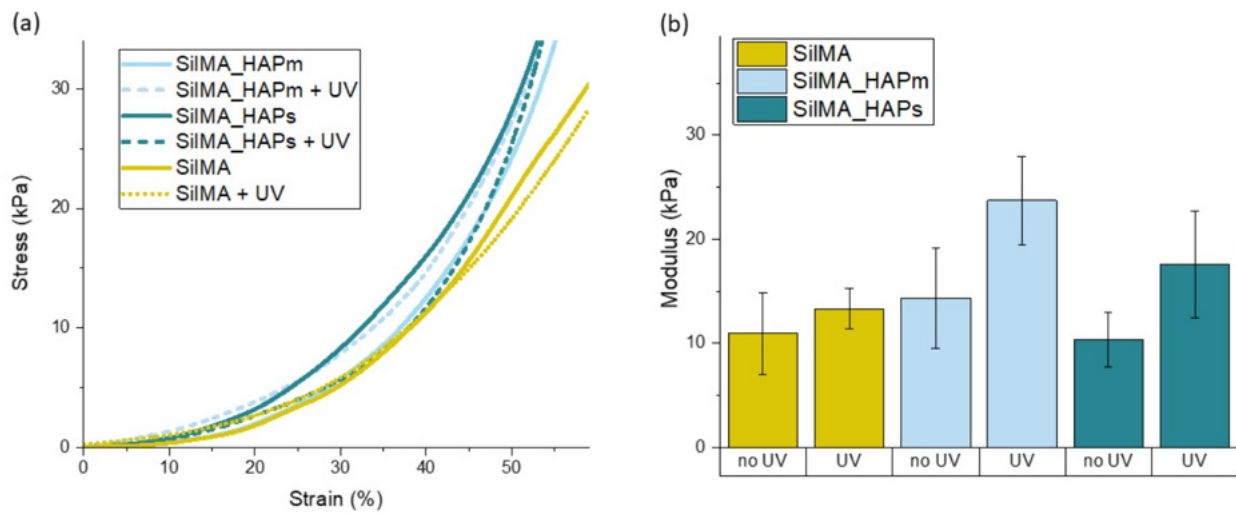 (a)
SilMA_HAPm
SilMA_HAPm + UV
SilMA_HAPs
SilMA_HAPs + UV
SilMA
SilMA + UV
Stress (kPa)
30
20
10
0
0 10 20 30 40 50
Strain (%)
(b)
SilMA
SilMA_HAPm
SilMA_HAPs
Modulus (kPa)
30
20
10
0
no UV UV no UV UV no UV UV